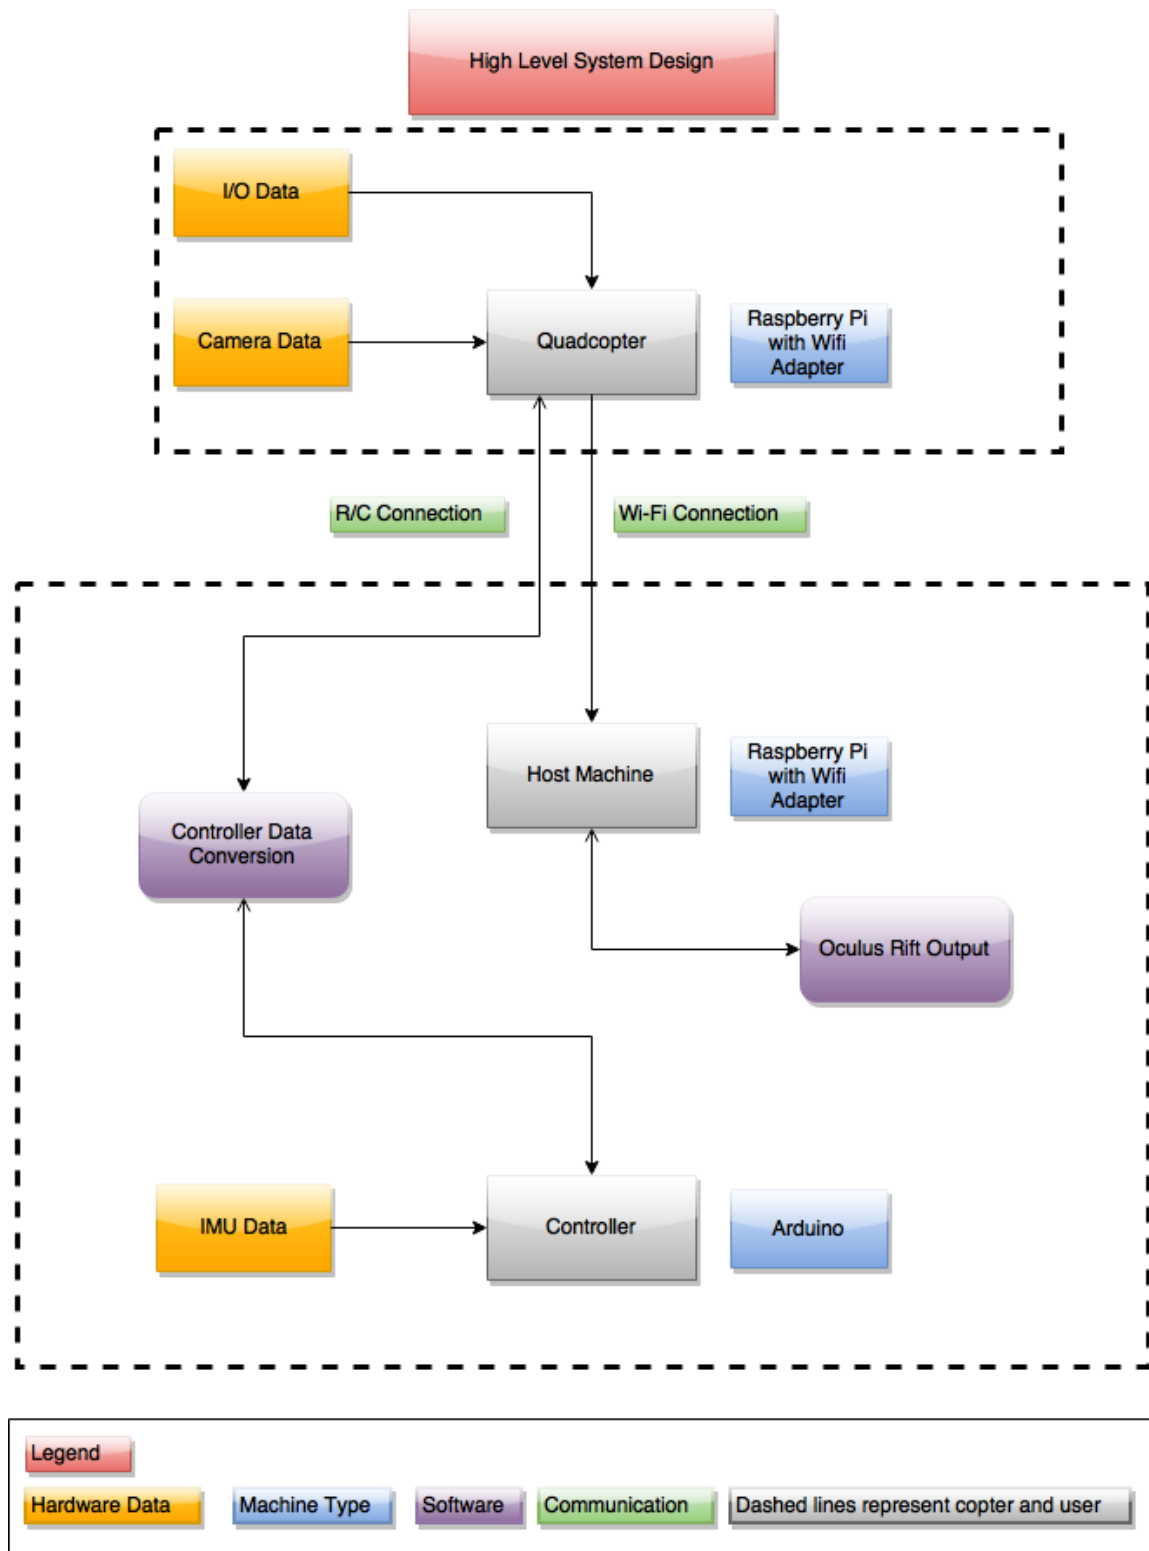 High Level System Design
I/O Data
Camera Data
Quadcopter
Raspberry Pi
with Wifi
Adapter
R/C Connection
Wi-Fi Connection
Host Machine
Raspberry Pi
with Wifi
Adapter
Controller Data
Conversion
Oculus Rift Output
IMU Data
Controller
Arduino
Legend
Hardware Data
Machine Type
Software
Communication
Dashed lines represent copter and user